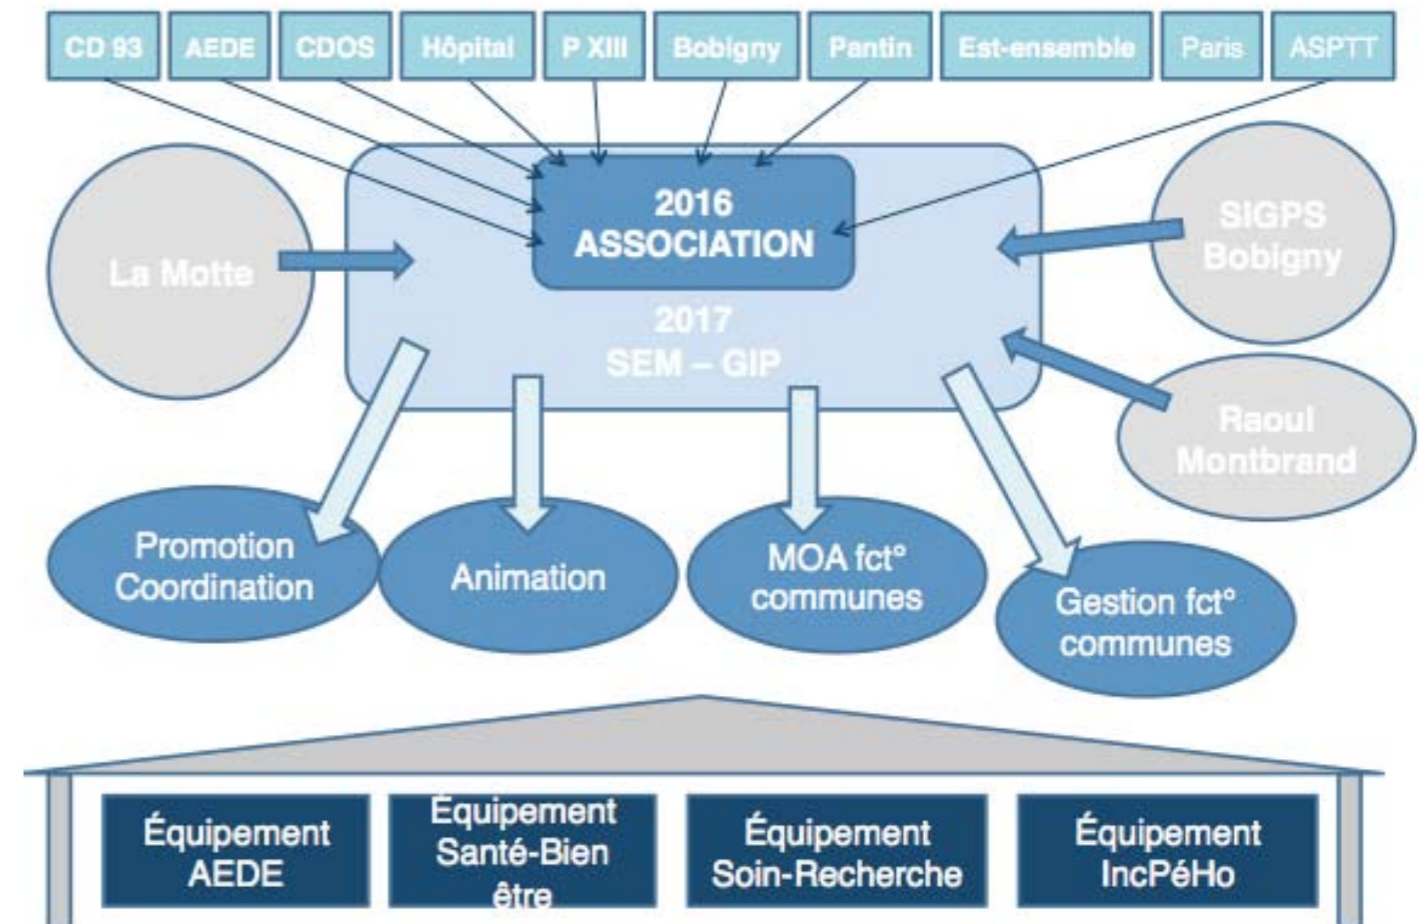 CD 93
AEDE
CDOS
Hôpital
P XIII
Bobigny
Pantin
Est-ensemble
Paris
ASPTT
2016
ASSOCIATION
2017
SEM – GIP
La Motte
SIGPS
Bobigny
Raoul
Montbrand
Promotion
Coordination
Animation
MOA fct°
communes
Gestion fct°
communes
Équipement
AEDE
Équipement
Santé-Bien
être
Équipement
Soin-Recherche
Équipement
IncPéHo